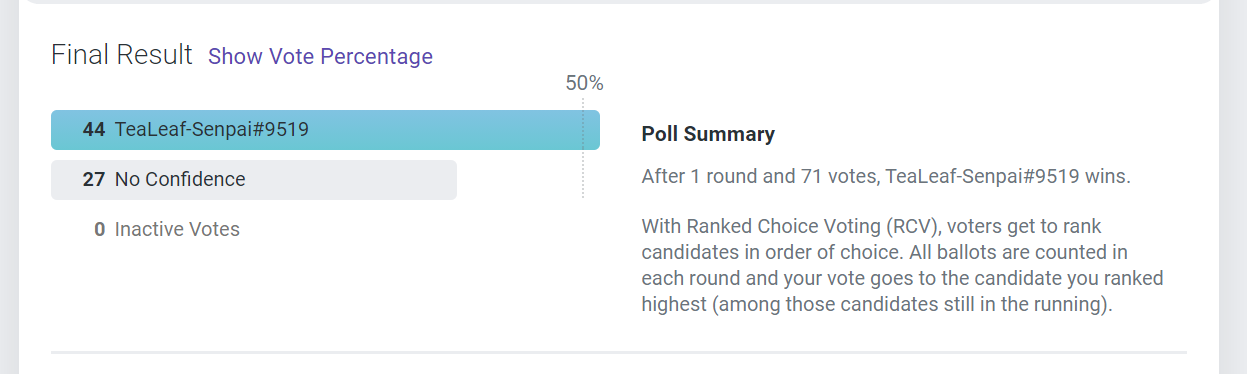 Final Result Show Vote Percentage
50%
44 TeaLeaf-Senpai#9519
27 No Confidence
0 Inactive Votes
Poll Summary
After 1 round and 71 votes, TeaLeaf-Senpai#9519 wins.
With Ranked Choice Voting (RCV), voters get to rank
candidates in order of choice. All ballots are counted in
each round and your vote goes to the candidate you ranked
highest (among those candidates still in the running).